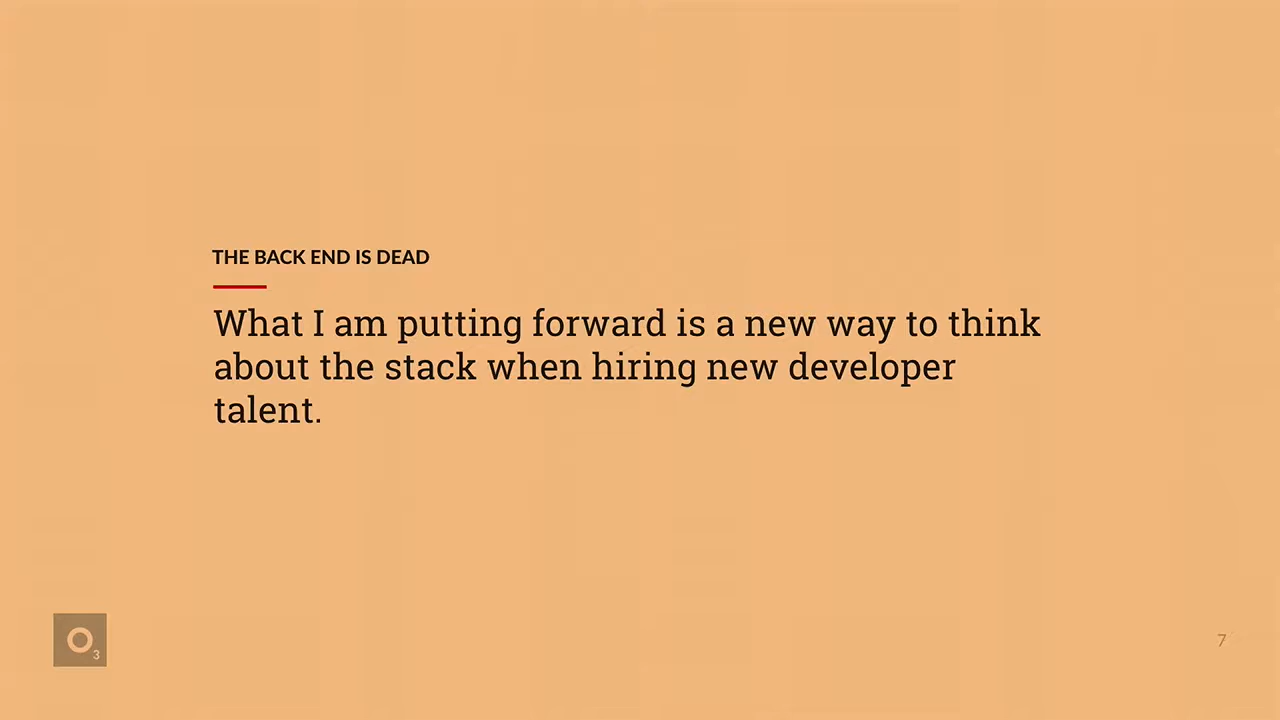 THE BACK END IS DEAD
What I am putting forward is a new way to think
about the stack when hiring new developer
talent.
O3
7